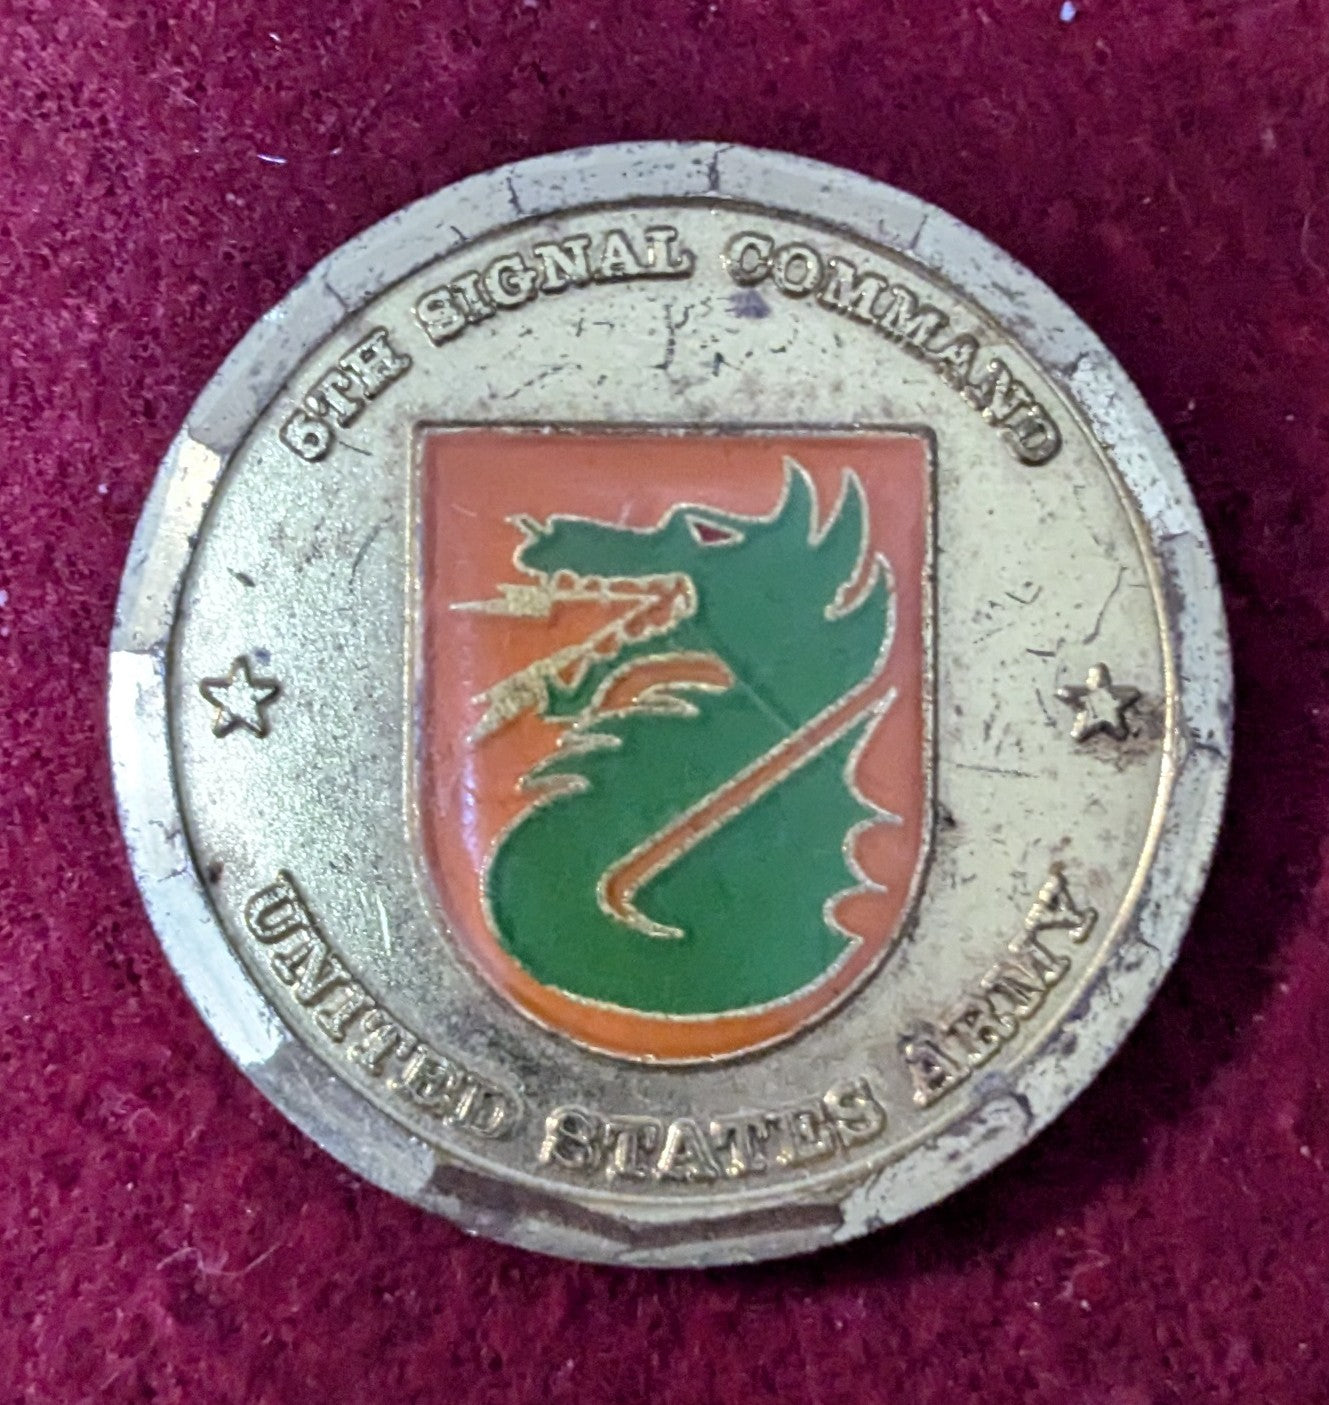 5TH SIGNAL COMMAND
UNITED STATES ARMY